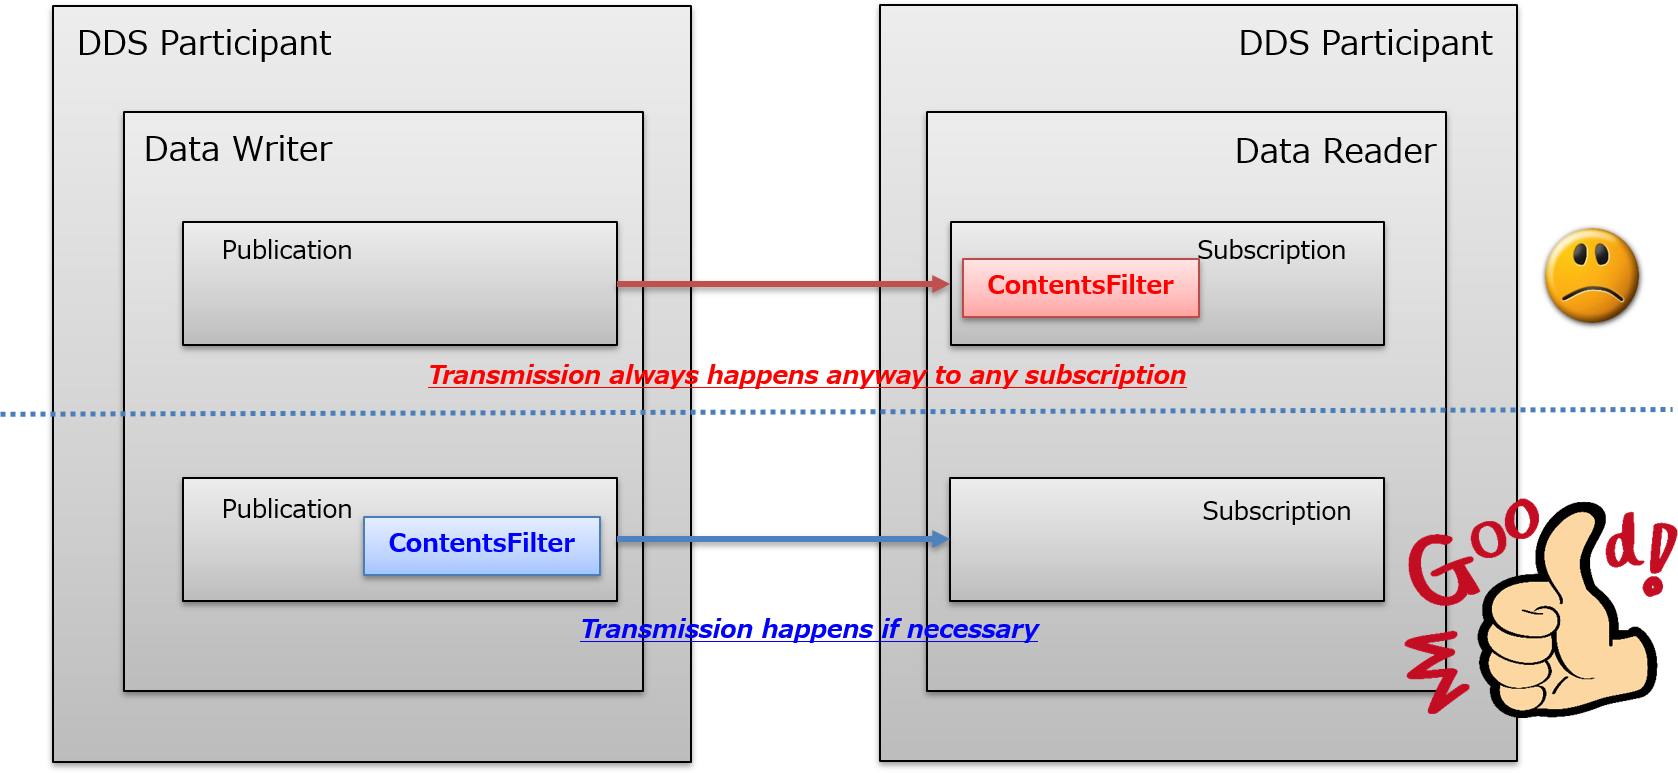 DDS Participant
DDS Participant
Data Writer
Data Reader
Publication
Subscription
ContentsFilter
Transmission always happens anyway to any subscription
Publication
Subscription
ContentsFilter
Transmission happens if necessary
Good!